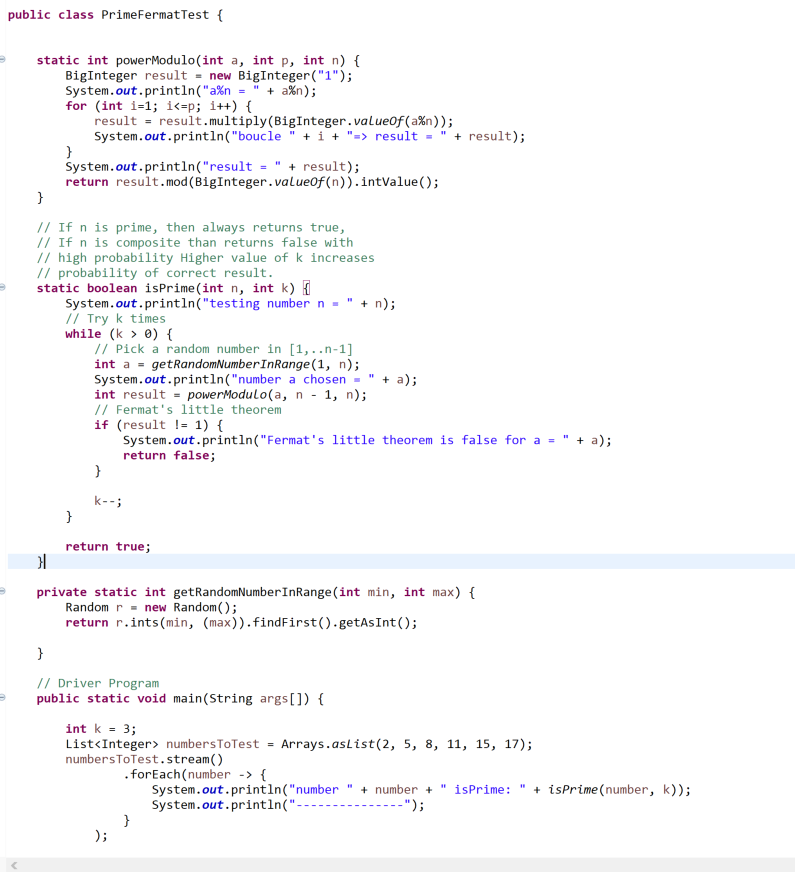 public class PrimeFermatTest {
    static int powerModulo(int a, int p, int n) {
        BigInteger result = new BigInteger("1");
        System.out.println("a%n = " + a%n);
        for (int i=1; i<=p; i++) {
            result = result.multiply(BigInteger.valueOf(a%n));
            System.out.println("boucle " + i + "=> result = " + result);
        }
        System.out.println("result = " + result);
        return result.mod(BigInteger.valueOf(n)).intValue();
    }
    // If n is prime, then always returns true,
    // If n is composite than returns false with
    // high probability Higher value of k increases
    // probability of correct result.
    static boolean isPrime(int n, int k) {
        System.out.println("testing number n = " + n);
        // Try k times
        while (k > 0) {
            // Pick a random number in [1,..n-1]
            int a = getRandomNumberInRange(1, n);
            System.out.println("number a chosen = " + a);
            int result = powerModulo(a, n - 1, n);
            // Fermat's little theorem
            if (result != 1) {
                System.out.println("Fermat's little theorem is false for a = " + a);
                return false;
            }
            k--;
        }
        return true;
    }
    private static int getRandomNumberInRange(int min, int max) {
        Random r = new Random();
        return r.ints(min, (max)).findFirst().getAsInt();
    }
    // Driver Program
    public static void main(String args[]) {
        int k = 3;
        List<Integer> numbersToTest = Arrays.asList(2, 5, 8, 11, 15, 17);
        numbersToTest.stream()
                .forEach(number -> {
                    System.out.println("number " + number + " isPrime: " + isPrime(number, k));
                    System.out.println("---------------");
                }
            );